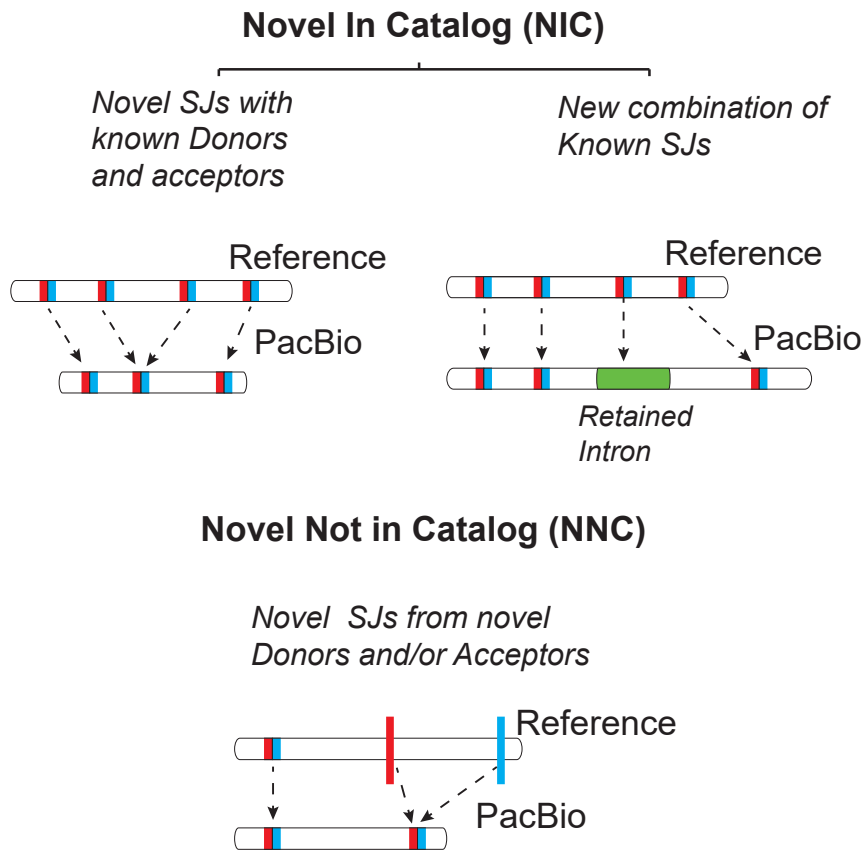 Novel In Catalog (NIC)
Novel SJs with
known Donors
and acceptors
New combination of
Known SJs
Reference
PacBio
Reference
PacBio
Retained
Intron
Novel Not in Catalog (NNC)
Novel SJs from novel
Donors and/or Acceptors
Reference
PacBio